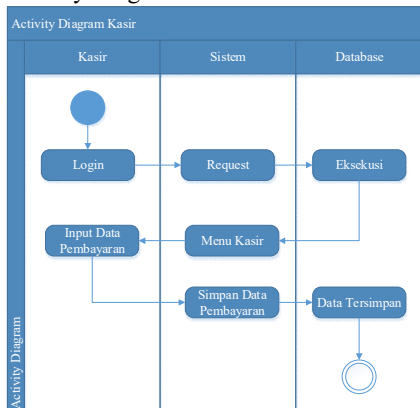 Activity Diagram Kasir
Kasir
Sistem
Database
Login
Request
Eksekusi
Input Data
Pembayaran
Menu Kasir
Simpan Data
Pembayaran
Data Tersimpan
Activity Diagram